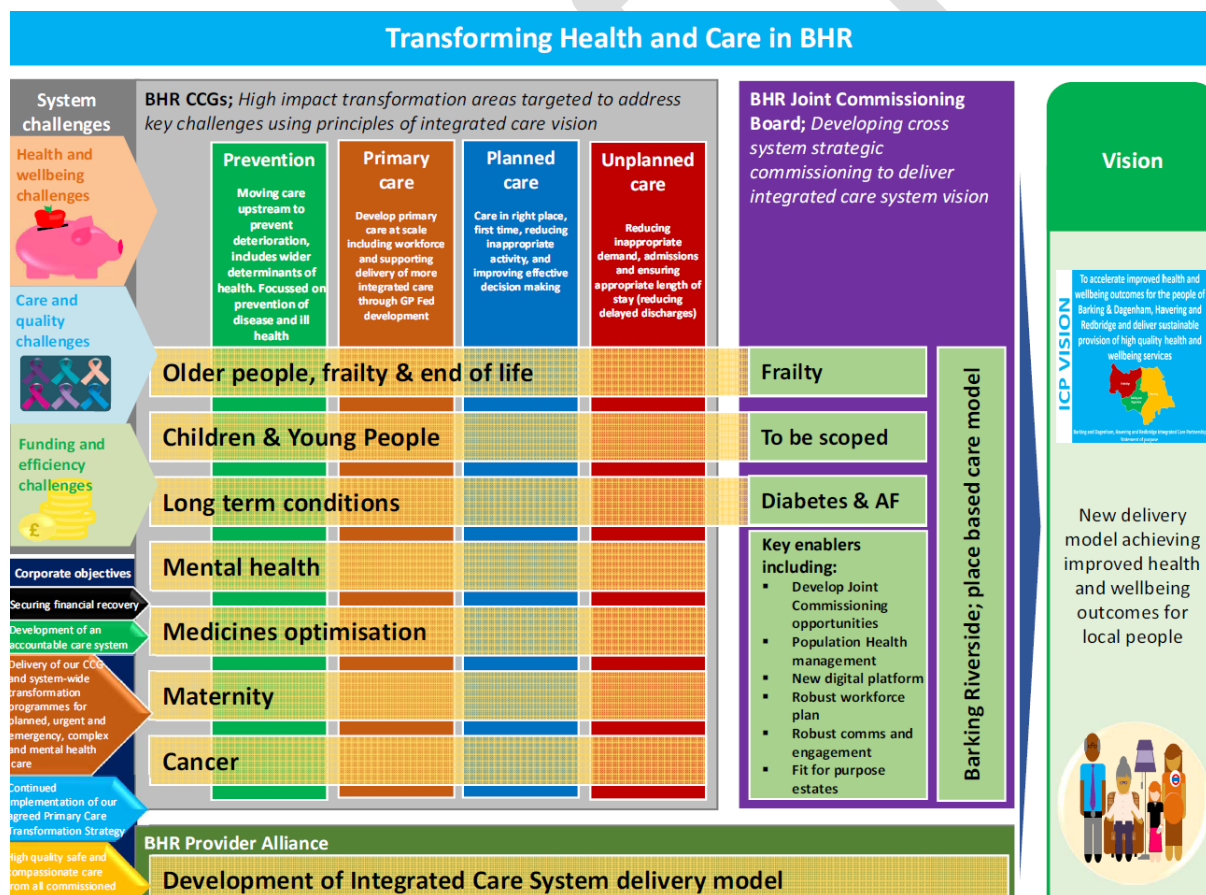 Transforming Health and Care in BHR
System
challenges
Health and
wellbeing
challenges
Care and
quality
challenges
Funding and
efficiency
challenges
£
Corporate objectives
Securing financial recovery
Development of an
accountable care system
Delivery of our CCG
and system-wide
transformation
programmes for
planned, urgent and
emergency, complex
and mental health
care
Continued
implementation of our
agreed Primary Care
Transformation Strategy
High quality safe and
compassionate care
from all commissioned
BHR CCGs; High impact transformation areas targeted to address
key challenges using principles of integrated care vision
Prevention
Moving care
upstream to
prevent
deterioration,
includes wider
determinants of
health. Focussed on
prevention of
disease and ill
health
Primary
care
Develop primary
care at scale
including workforce
and supporting
delivery of more
integrated care
through GP Fed
development
Planned
care
Care in right place,
first time, reducing
inappropriate
activity, and
improving effective
decision making
Unplanned
care
Reducing
inappropriate
demand, admissions
and ensuring
appropriate length of
stay (reducing
delayed discharges)
Older people, frailty & end of life
Children & Young People
Long term conditions
Mental health
Medicines optimisation
Maternity
Cancer
BHR Joint Commissioning
Board; Developing cross
system strategic
commissioning to deliver
integrated care system vision
Frailty
To be scoped
Diabetes & AF
Key enablers
including:
▪ Develop Joint
Commissioning
opportunities
▪ Population Health
management
▪ New digital platform
▪ Robust workforce
plan
▪ Robust comms and
engagement
▪ Fit for purpose
estates
Barking Riverside; place based care model
BHR Provider Alliance
Development of Integrated Care System delivery model
Vision
ICP VISION
To accelerate improved health and
wellbeing outcomes for the people of
Barking & Dagenham, Havering and
Redbridge and deliver sustainable
provision of high quality health and
wellbeing services
Barking and Dagenham, Havering and Redbridge Integrated Care Partnership
Statement of purpose
New delivery
model achieving
improved health
and wellbeing
outcomes for
local people